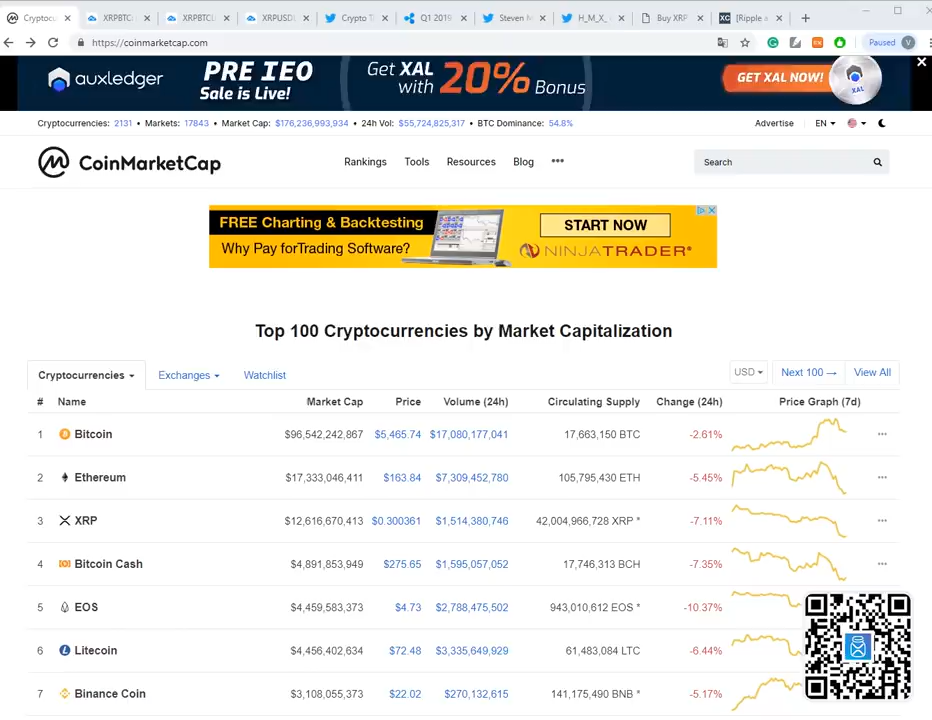 Cryptocu
XRPBTC
XRPBTCL
XRPUSD
Crypto T
Q1 2019
Steven M
H_M_X_
Buy XRP
[Ripple a
https://coinmarketcap.com
Paused V
auxledger
PRE IEO
Sale is Live!
Get XAL
with 20% Bonus
GET XAL NOW!
XAL
Cryptocurrencies: 2131 • Markets: 17843 • Market Cap: $176,236,993,934 • 24h Vol: $55,724,825,317 • BTC Dominance: 54.8%
Advertise EN
CoinMarketCap
Rankings Tools Resources Blog •••
Search
FREE Charting & Backtesting
Why Pay forTrading Software?
START NOW
NINJATRADER®
Top 100 Cryptocurrencies by Market Capitalization
Cryptocurrencies Exchanges Watchlist
USD Next 100 → View All
# Name Market Cap Price Volume (24h) Circulating Supply Change (24h) Price Graph (7d)
1 Bitcoin $96,542,242,867 $5,465.74 $17,080,177,041 17,663,150 BTC -2.61%
2 Ethereum $17,333,046,411 $163.84 $7,309,452,780 105,795,430 ETH -5.45%
3 XRP $12,616,670,413 $0.300361 $1,514,380,746 42,004,966,728 XRP * -7.11%
4 Bitcoin Cash $4,891,853,949 $275.65 $1,595,057,052 17,746,313 BCH -7.35%
5 EOS $4,459,583,373 $4.73 $2,788,475,502 943,010,612 EOS * -10.37%
6 Litecoin $4,456,402,634 $72.48 $3,335,649,929 61,483,084 LTC -6.44%
7 Binance Coin $3,108,055,373 $22.02 $270,132,615 141,175,490 BNB * -5.17%